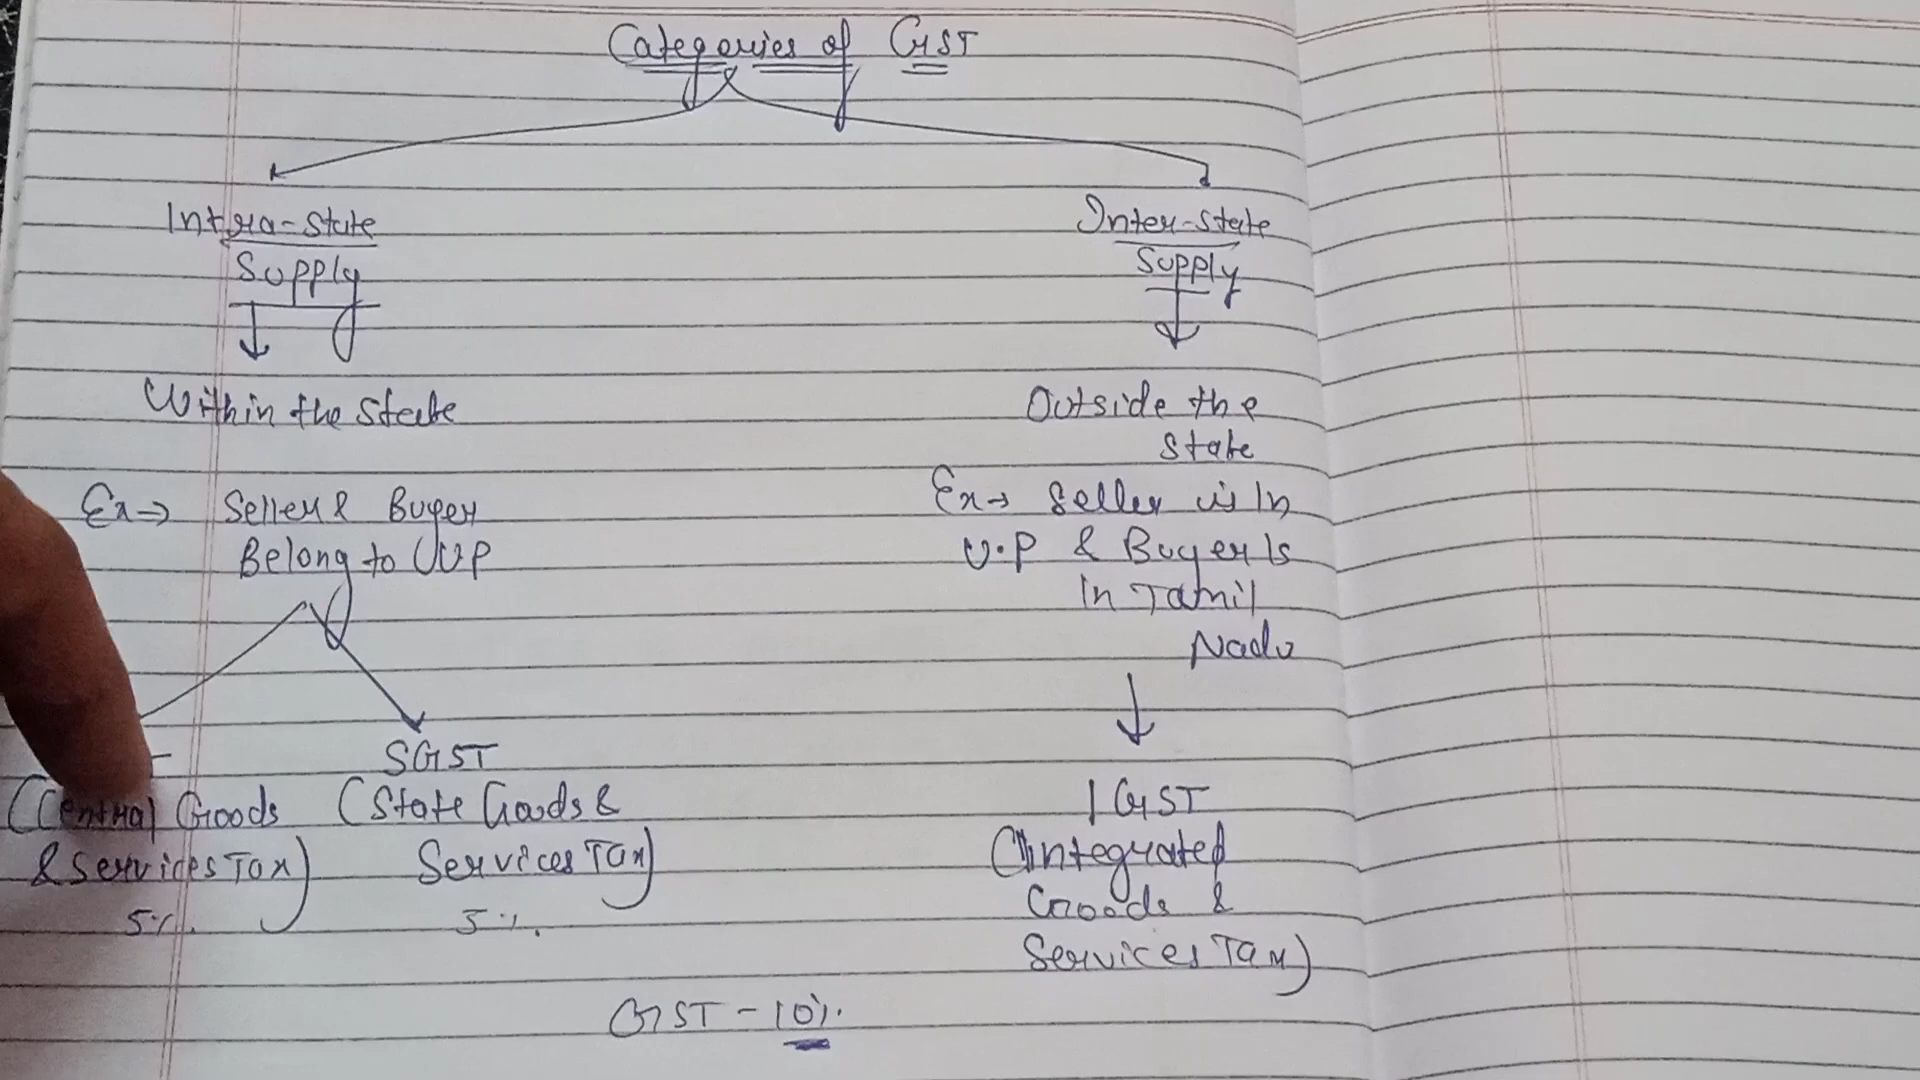 Categories of GST
Intra-State
Supply
Within the State
Ex → Seller & Buyer
Belong to UP
SGST
(Central Goods
& Services Tax)
5%.
(State Goods &
Services Tax)
5%.
Inter-State
Supply
Outside the
State
Ex → Seller is In
U.P & Buyer Is
In Tamil
Nadu
IGST
(Integrated
Goods &
Services Tax)
GST - 10%.